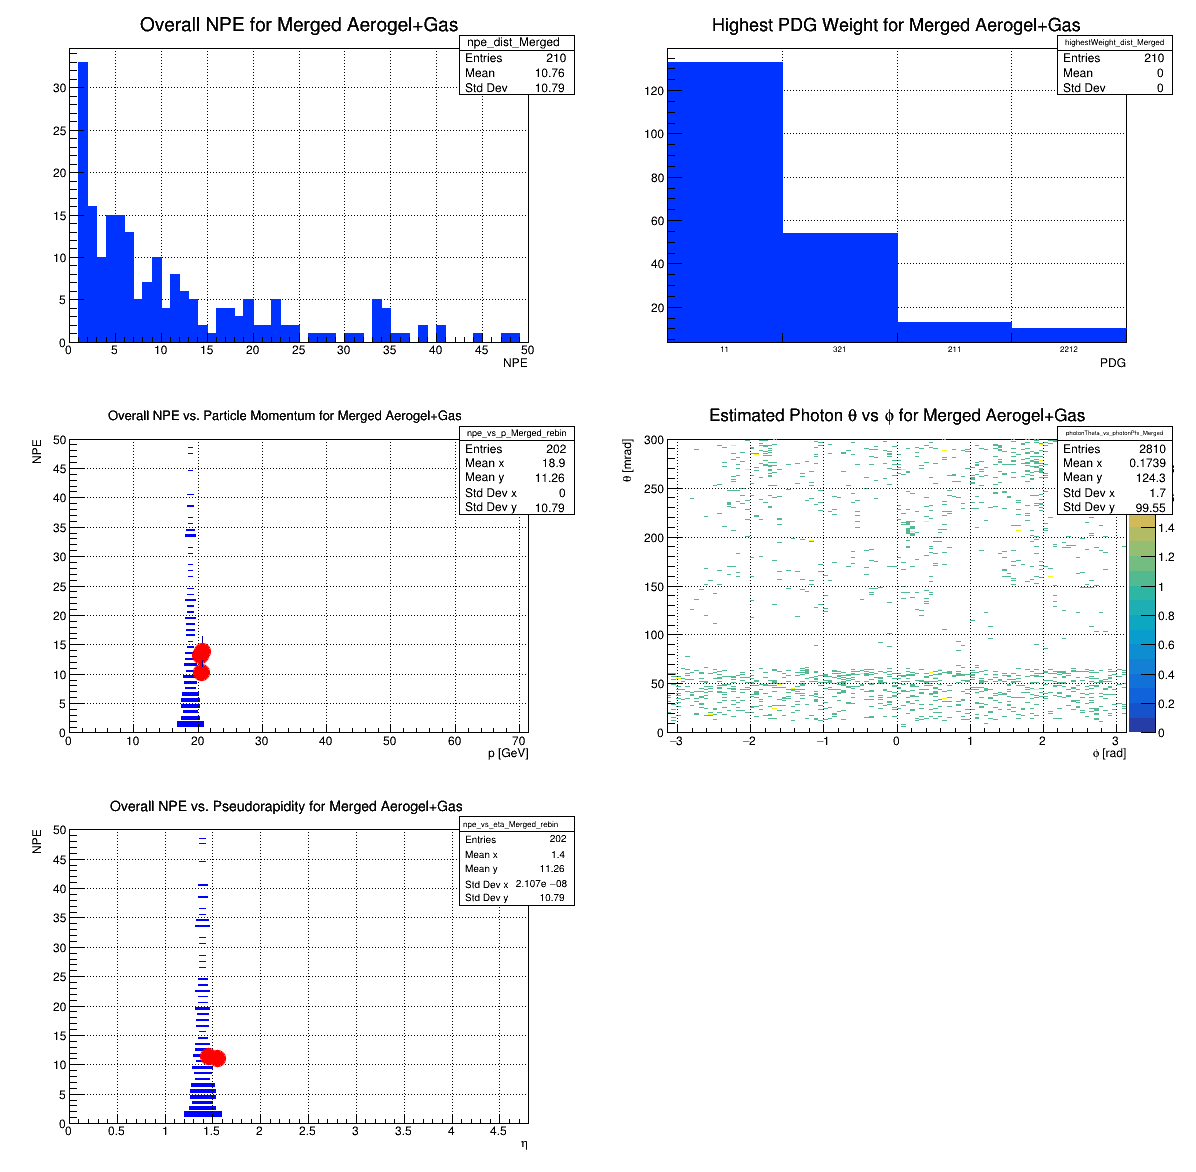 Overall NPE for Merged Aerogel+Gas
npe_dist_Merged
Entries 210
Mean 10.76
Std Dev 10.79
30
25
20
15
10
5
0
0 5 10 15 20 25 30 35 40 45 50
NPE
Highest PDG Weight for Merged Aerogel+Gas
highestWeight_dist_Merged
Entries 210
Mean 0
Std Dev 0
120
100
80
60
40
20
11 321 211 2212
PDG
Overall NPE vs. Particle Momentum for Merged Aerogel+Gas
npe_vs_p_Merged_rebin
Entries 202
Mean x 18.9
Mean y 11.26
Std Dev x 0
Std Dev y 10.79
NPE
50
45
40
35
30
25
20
15
10
5
0
0 10 20 30 40 50 60 70
p [GeV]
Estimated Photon θ vs ϕ for Merged Aerogel+Gas
photonTheta_vs_photonPhi_Merged
Entries 2810
Mean x 0.1739
Mean y 124.3
Std Dev x 1.7
Std Dev y 99.55
θ [mrad]
300
250
200
150
100
50
0
−3 −2 −1 0 1 2 3
ϕ [rad]
1.4
1.2
1
0.8
0.6
0.4
0.2
0
Overall NPE vs. Pseudorapidity for Merged Aerogel+Gas
npe_vs_eta_Merged_rebin
Entries 202
Mean x 1.4
Mean y 11.26
Std Dev x 2.107e −08
Std Dev y 10.79
NPE
50
45
40
35
30
25
20
15
10
5
0
0 0.5 1 1.5 2 2.5 3 3.5 4 4.5
η